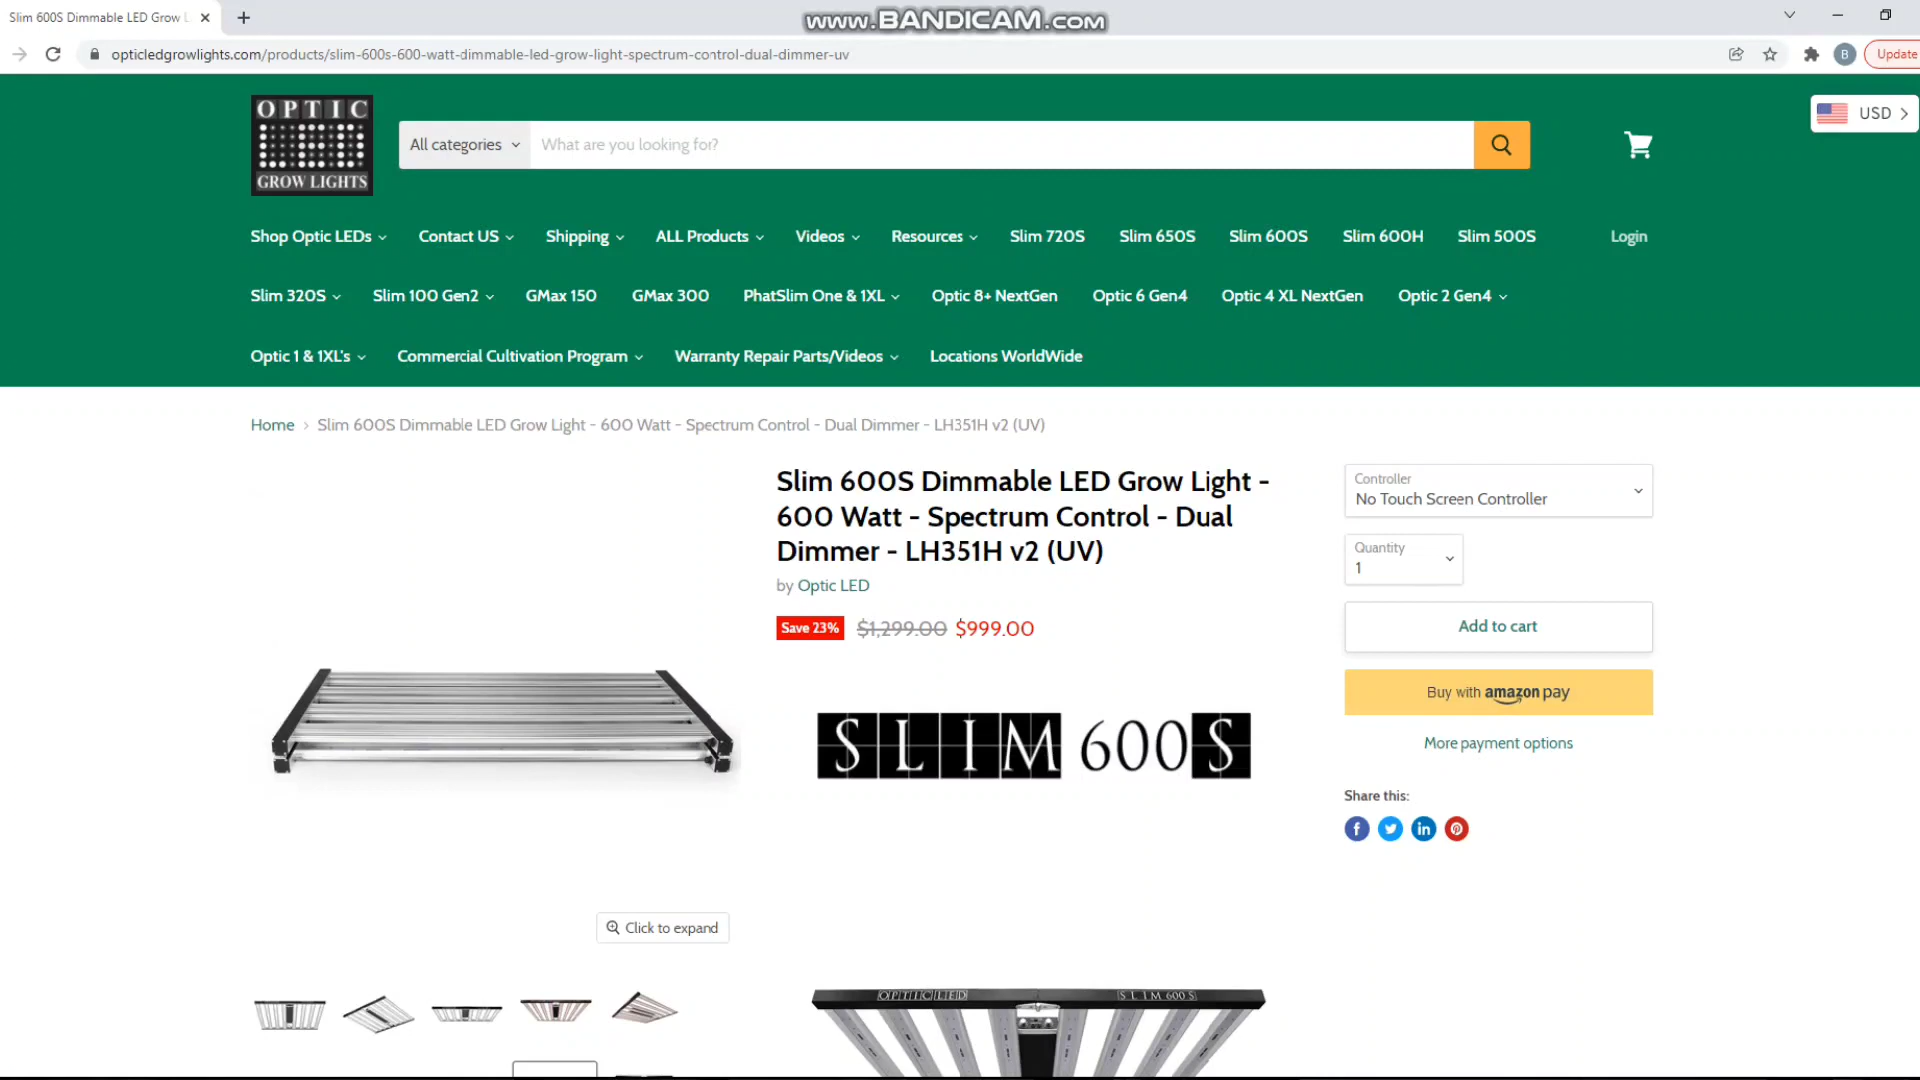 Slim 600S Dimmable LED Grow L
www.BANDICAM.com
opticledgrowlights.com/products/slim-600s-600-watt-dimmable-led-grow-light-spectrum-control-dual-dimmer-uv
B
Update
OPTIC
LED
GROW LIGHTS
All categories
What are you looking for?
USD
Shop Optic LEDs
Contact US
Shipping
ALL Products
Videos
Resources
Slim 720S
Slim 650S
Slim 600S
Slim 600H
Slim 500S
Login
Slim 320S
Slim 100 Gen2
GMax 150
GMax 300
PhatSlim One & 1XL
Optic 8+ NextGen
Optic 6 Gen4
Optic 4 XL NextGen
Optic 2 Gen4
Optic 1 & 1XL's
Commercial Cultivation Program
Warranty Repair Parts/Videos
Locations WorldWide
Home › Slim 600S Dimmable LED Grow Light - 600 Watt - Spectrum Control - Dual Dimmer - LH351H v2 (UV)
Slim 600S Dimmable LED Grow Light -
600 Watt - Spectrum Control - Dual
Dimmer - LH351H v2 (UV)
by Optic LED
Save 23% $1,299.00 $999.00
SLIM 600S
Controller
No Touch Screen Controller
Quantity
1
Add to cart
Buy with amazon pay
More payment options
Share this:
Click to expand
OPTIC LED
SLIM 600S